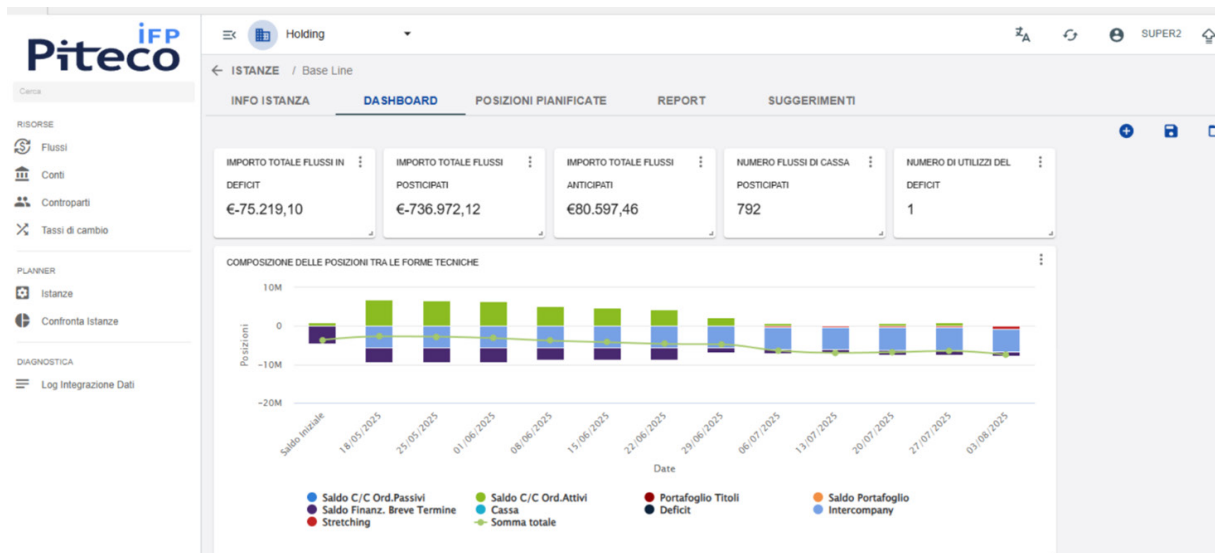 iFP
Piteco
Cerca
RISORSE
Flussi
Conti
Controparti
Tassi di cambio
PLANNER
Istanze
Confronta Istanze
DIAGNOSTICA
Log Integrazione Dati
Holding
SUPER2
ISTANZE / Base Line
INFO ISTANZA DASHBOARD POSIZIONI PIANIFICATE REPORT SUGGERIMENTI
IMPORTO TOTALE FLUSSI IN
DEFICIT
€-75.219,10
IMPORTO TOTALE FLUSSI
POSTICIPATI
€-736.972,12
IMPORTO TOTALE FLUSSI
ANTICIPATI
€80.597,46
NUMERO FLUSSI DI CASSA
POSTICIPATI
792
NUMERO DI UTILIZZI DEL
DEFICIT
1
COMPOSIZIONE DELLE POSIZIONI TRA LE FORME TECNICHE
Posizioni
10M
0
-10M
-20M
Saldo Iniziale 18/05/2025 25/05/2025 01/06/2025 08/06/2025 15/06/2025 22/06/2025 29/06/2025 06/07/2025 13/07/2025 20/07/2025 27/07/2025 03/08/2025
Date
Saldo C/C Ord.Passivi Saldo C/C Ord.Attivi Portafoglio Titoli Saldo Portafoglio
Saldo Finanz. Breve Termine Cassa Deficit Intercompany
Stretching Somma totale